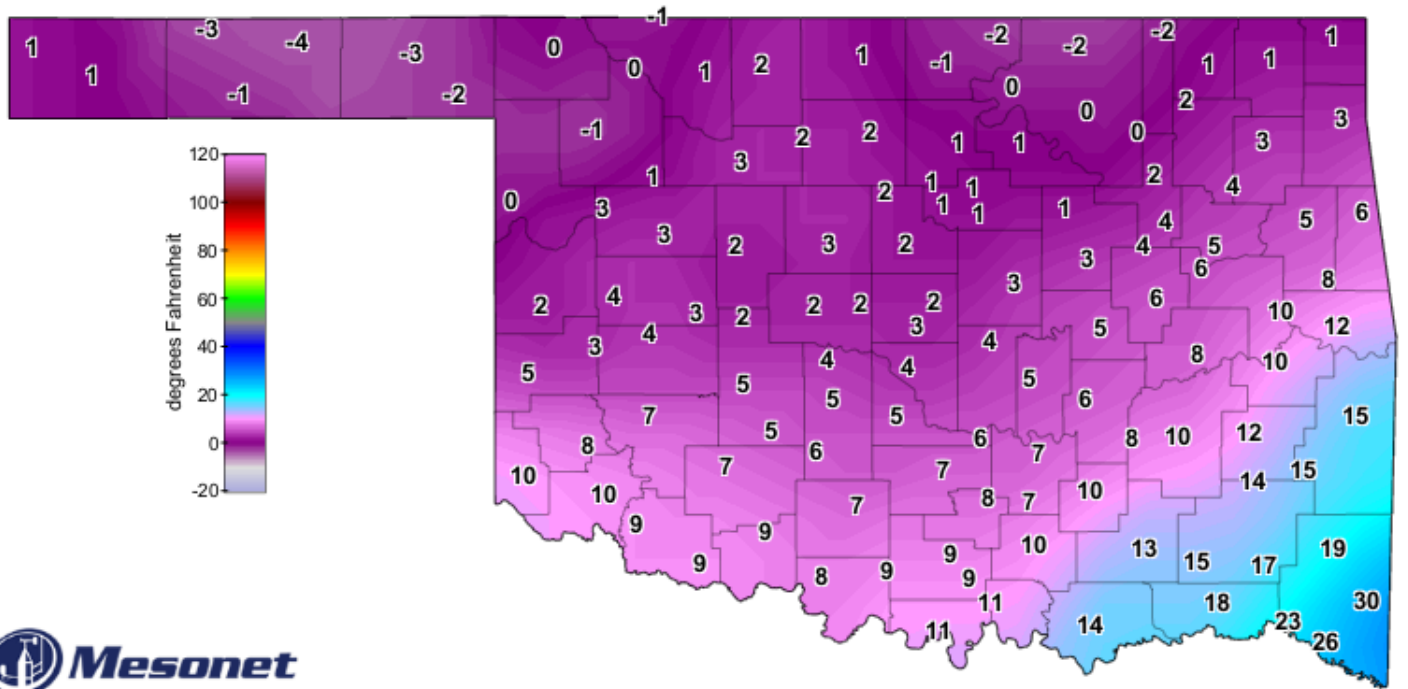 -1
-3 -2 -2
1 -4 -3 0 1 -2 1
1 0 1 2 -1 1 1
-1 -2 0 2
-1 2 2 0 0 3
3 1 1 3
1 2 4
0 3 2 1 1 1 1 5 6
3 2 3 2 1 4 5
3 4 6 8
2 4 3 2 2 2 2 3 6 10
3 4 3 4 5 12
5 5 4 4 5 8 10
7 5 5 6 15
8 5 6 6 8 10 12
10 7 7 7 14 15
10 7 8 7 10
9 9 9 10 13 15 19
9 8 9 9 17
11 11 14 18 23 30
26
120
100
80
60
40
20
0
-20
degrees Fahrenheit
Mesonet